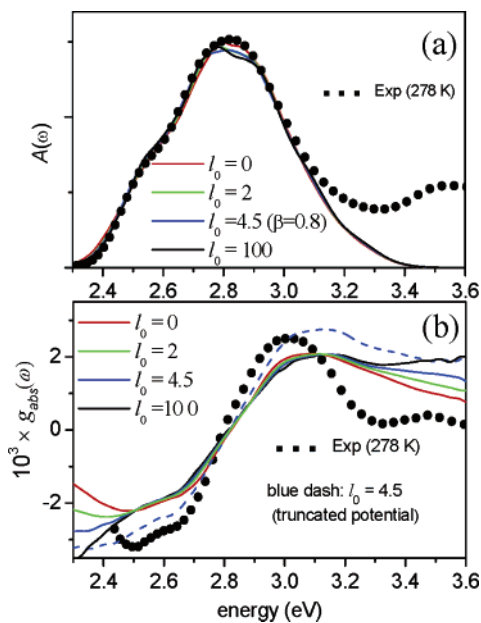 (a)
Exp (278 K)
A(ω)
l₀ = 0
l₀ = 2
l₀ =4.5 (β=0.8)
l₀ = 100
2.4 2.6 2.8 3.0 3.2 3.4 3.6
(b)
l₀ = 0
l₀ = 2
l₀ = 4.5
l₀ =100
2
0
-2
10³ × g_abs(ω)
Exp (278 K)
blue dash: l₀ = 4.5
(truncated potential)
2.4 2.6 2.8 3.0 3.2 3.4 3.6
energy (eV)